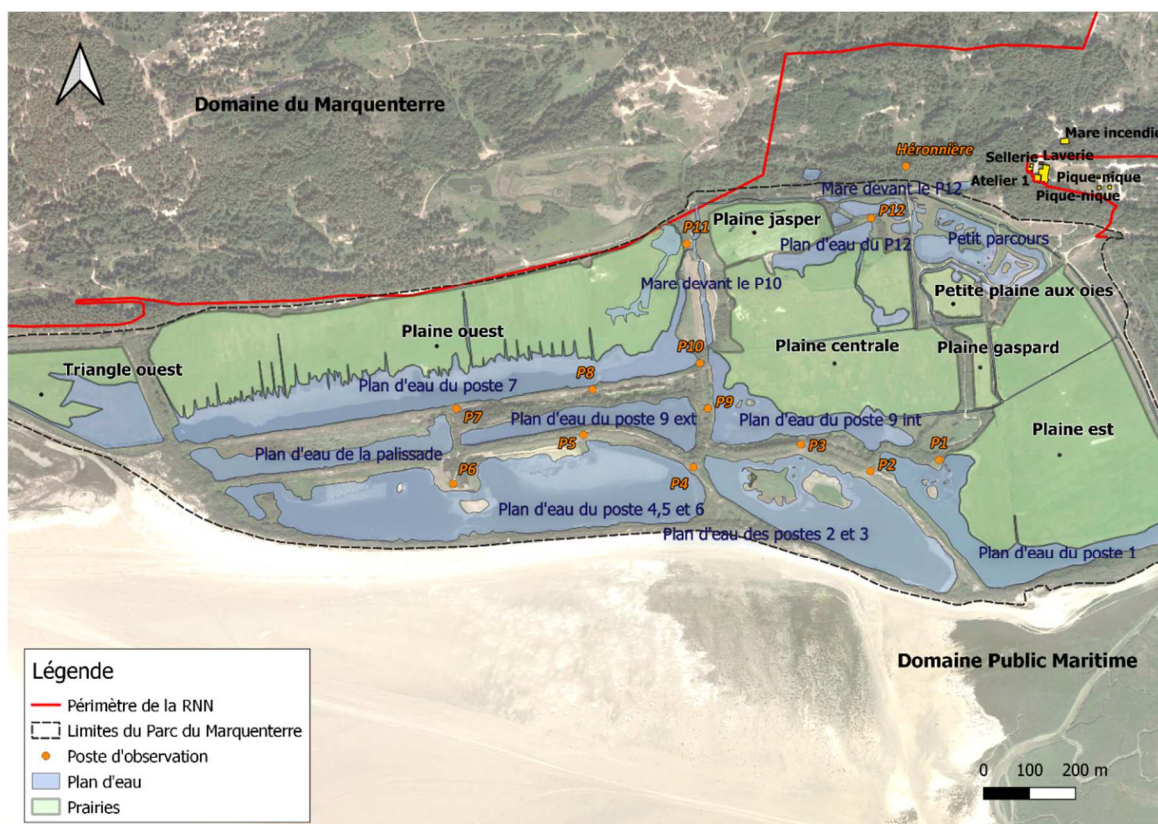 Domaine du Marquenterre
Mare incendie
Héronnière
Sellerie
Laverie
Atelier 1
Pique-nique
Pique-nique
Mare devant le P12
P12
Plaine jasper
P11
Plan d'eau du P12
Petit parcours
Mare devant le P10
Petite plaine aux oies
Plaine ouest
Plaine centrale
Plaine gaspard
Triangle ouest
P10
Plan d'eau du poste 7
P8
P7
P9
Plan d'eau du poste 9 ext
Plan d'eau du poste 9 int
Plaine est
P5
P3
P1
Plan d'eau de la palissade
P6
P4
P2
Plan d'eau du poste 4,5 et 6
Plan d'eau des postes 2 et 3
Plan d'eau du poste 1
Domaine Public Maritime
Légende
Périmètre de la RNN
Limites du Parc du Marquenterre
Poste d'observation
Plan d'eau
Prairies
0 100 200 m